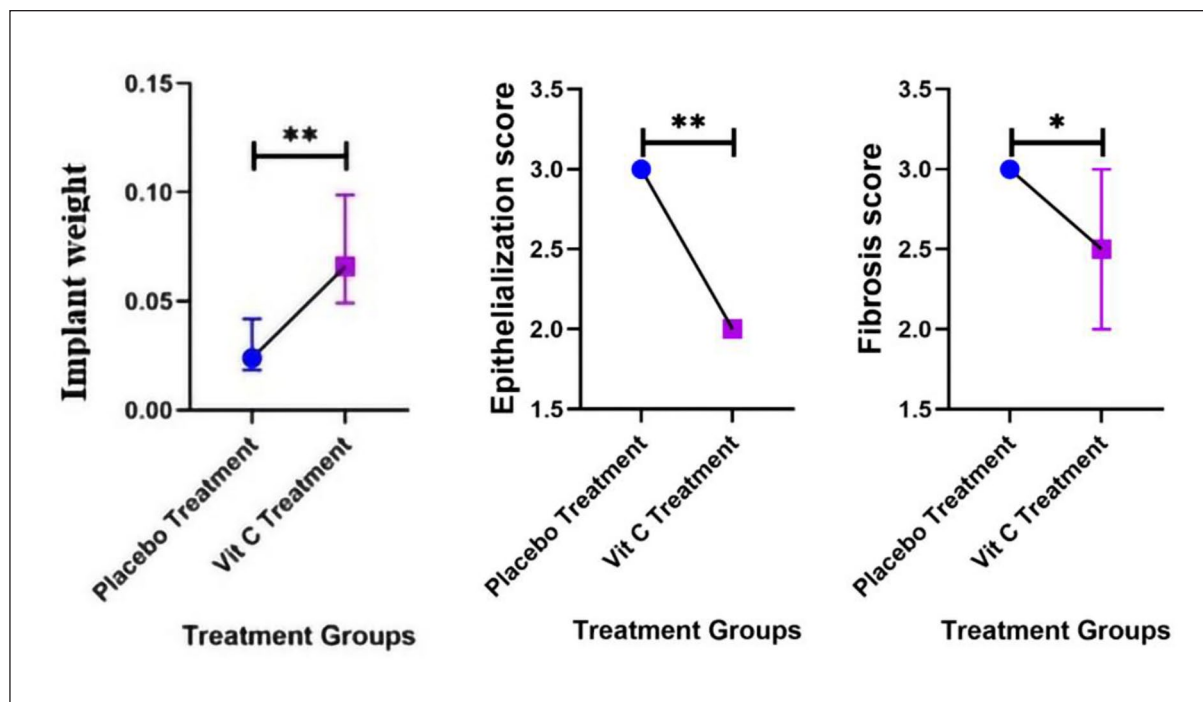 Implant weight
0.15
0.10
0.05
0.00
**
Placebo Treatment
Vit C Treatment
Treatment Groups
Epithelialization score
3.5
3.0
2.5
2.0
1.5
**
Placebo Treatment
Vit C Treatment
Treatment Groups
Fibrosis score
3.5
3.0
2.5
2.0
1.5
*
Placebo Treatment
Vit C Treatment
Treatment Groups